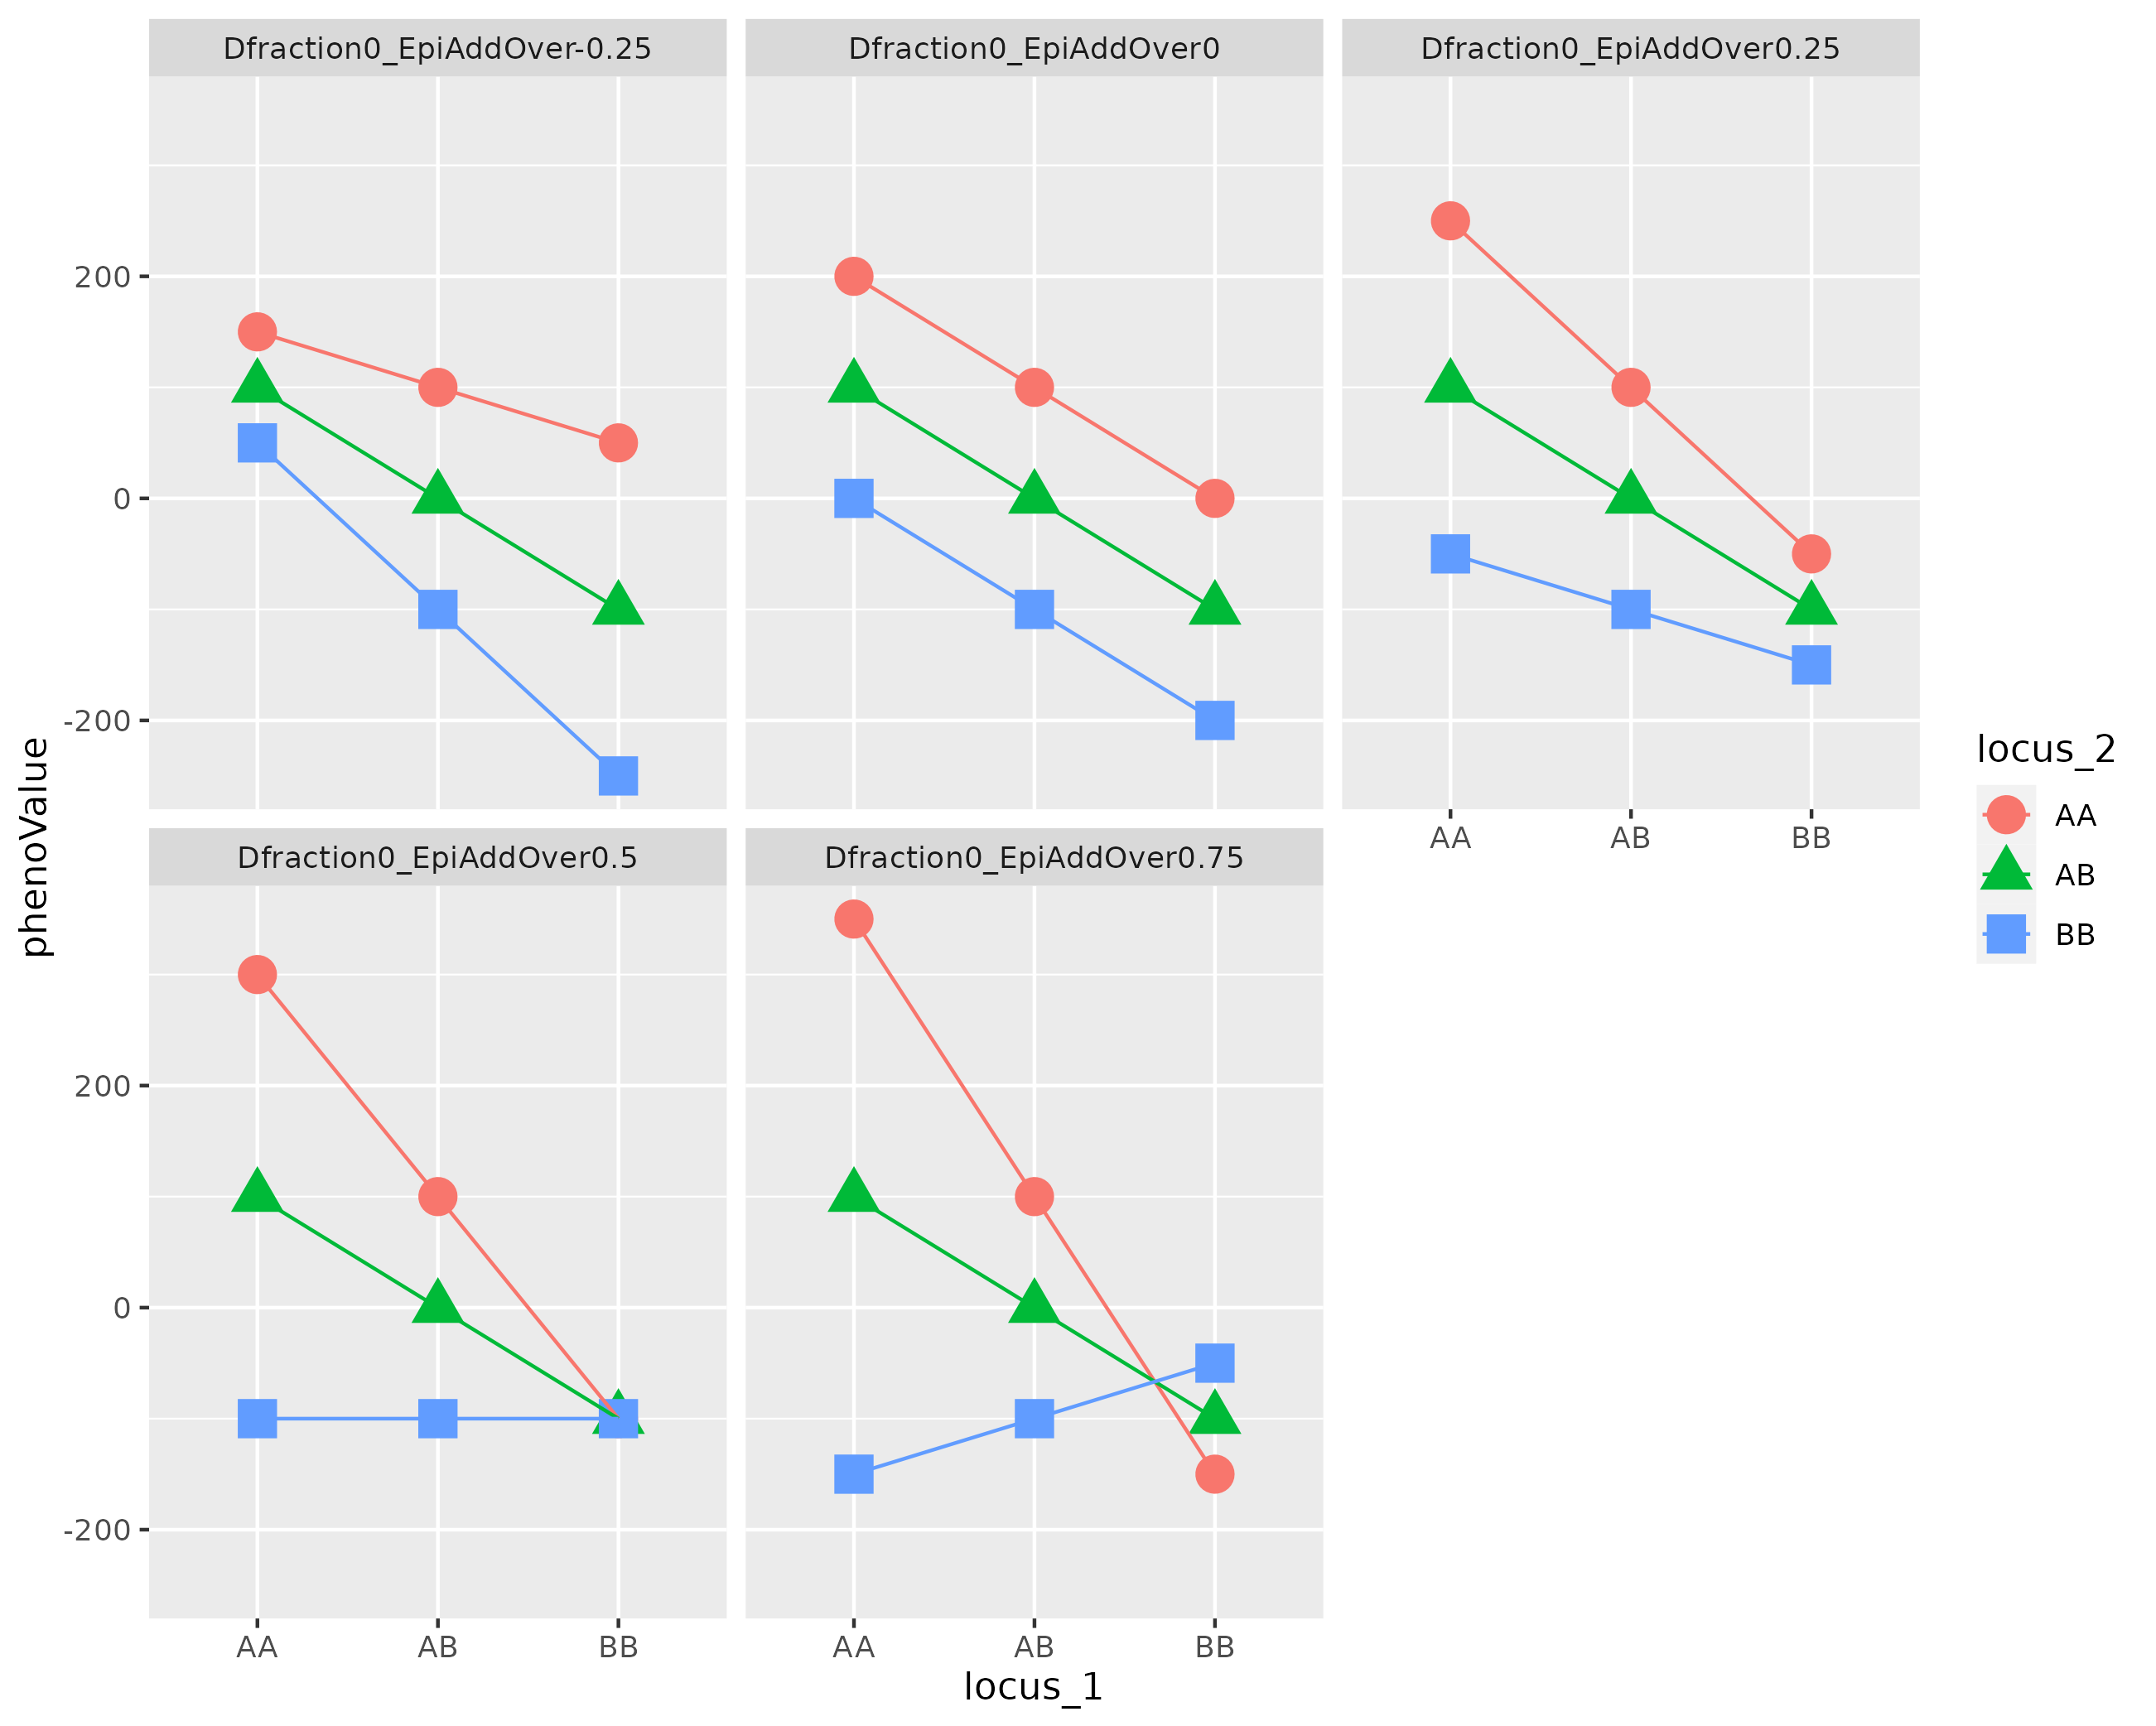 Dfraction0_EpiAddOver-0.25
Dfraction0_EpiAddOver0
Dfraction0_EpiAddOver0.25
200
0
-200
AA
AB
BB
Dfraction0_EpiAddOver0.5
Dfraction0_EpiAddOver0.75
200
0
-200
AA
AB
BB
AA
AB
BB
locus_1
phenoValue
locus_2
AA
AB
BB